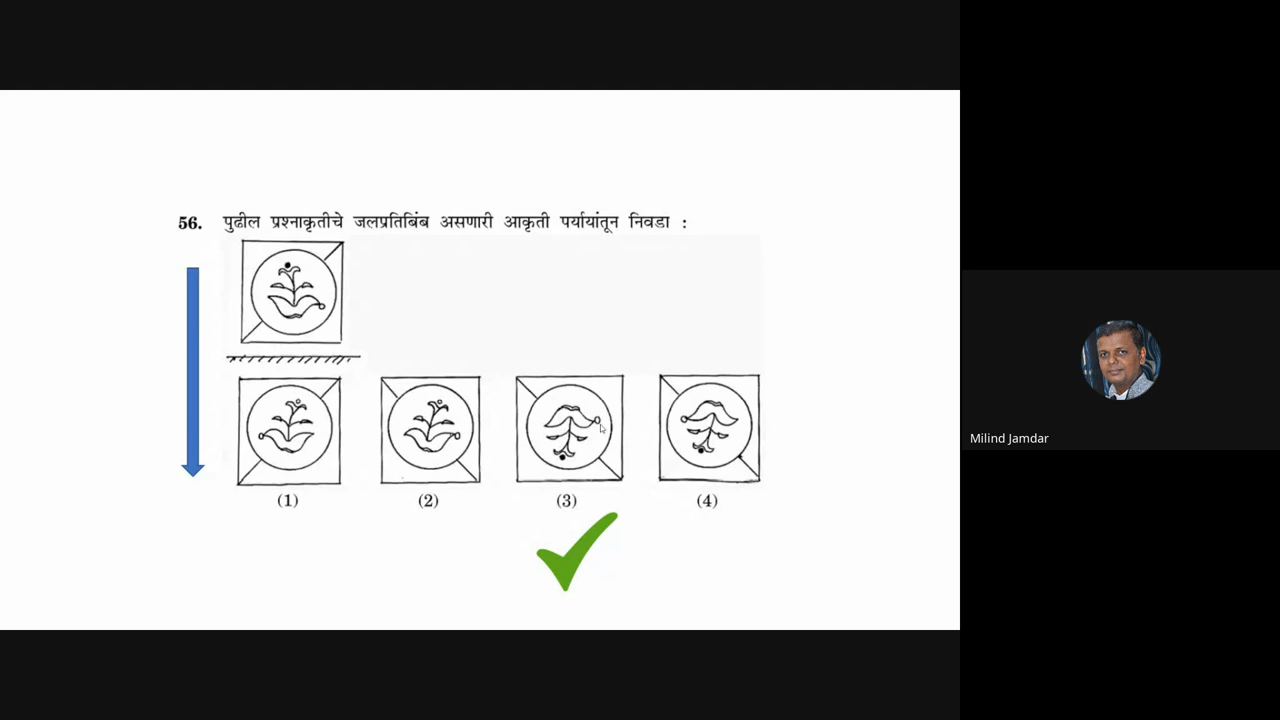 56. पुढील प्रश्नाकृतीचे जलप्रतिबिंब असणारी आकृती पर्यायांतून निवडा :
(1) (2) (3) (4)
Milind Jamdar